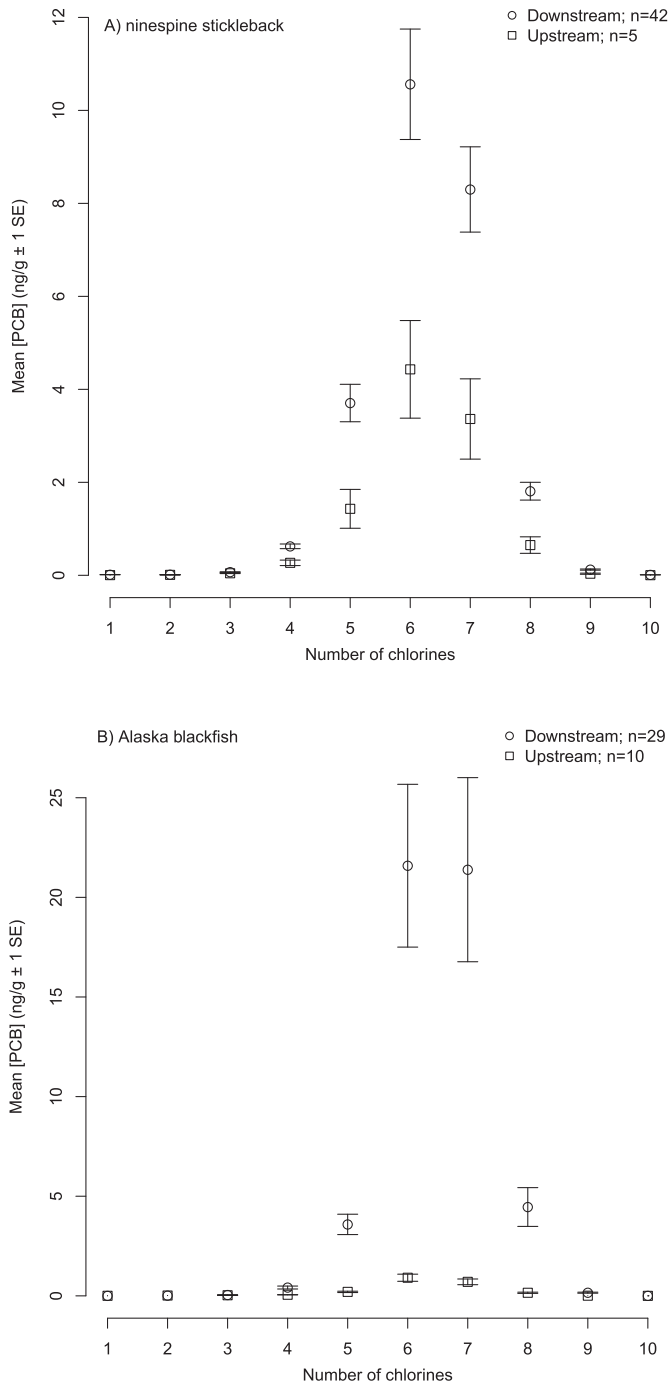 A) ninespine stickleback
Downstream; n=42
Upstream; n=5
Mean [PCB] (ng/g ± 1 SE)
12
10
8
6
4
2
0
1 2 3 4 5 6 7 8 9 10
Number of chlorines
B) Alaska blackfish
Downstream; n=29
Upstream; n=10
Mean [PCB] (ng/g ± 1 SE)
25
20
15
10
5
0
1 2 3 4 5 6 7 8 9 10
Number of chlorines